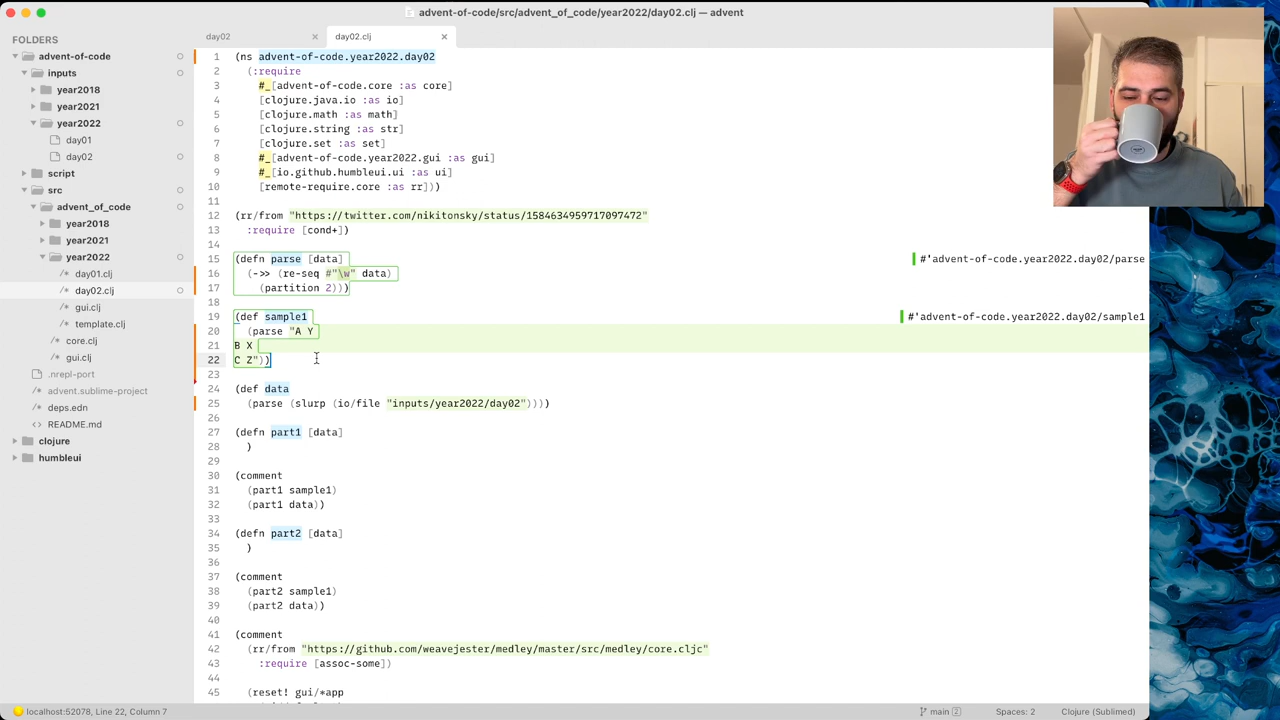 advent-of-code/src/advent_of_code/year2022/day02.clj — advent
FOLDERS
advent-of-code
inputs
year2018
year2021
year2022
day01
day02
script
src
advent_of_code
year2018
year2021
year2022
day01.clj
day02.clj
gui.clj
template.clj
core.clj
gui.clj
.nrepl-port
advent.sublime-project
deps.edn
README.md
clojure
humbleui
day02
day02.clj
1 (ns advent-of-code.year2022.day02
2 (:require
3 #_[advent-of-code.core :as core]
4 [clojure.java.io :as io]
5 [clojure.math :as math]
6 [clojure.string :as str]
7 [clojure.set :as set]
8 #_[advent-of-code.year2022.gui :as gui]
9 #_[io.github.humbleui.ui :as ui]
10 [remote-require.core :as rr]))
11
12 (rr/from "https://twitter.com/nikitonsky/status/1584634959717097472"
13 :require [cond+])
14
15 (defn parse [data] #'advent-of-code.year2022.day02/parse
16 (->> (re-seq #"\w" data)
17 (partition 2)))
18
19 (def sample1 #'advent-of-code.year2022.day02/sample1
20 (parse "A Y
21 B X
22 C Z"))
23
24 (def data
25 (parse (slurp (io/file "inputs/year2022/day02"))))
26
27 (defn part1 [data]
28 )
29
30 (comment
31 (part1 sample1)
32 (part1 data))
33
34 (defn part2 [data]
35 )
36
37 (comment
38 (part2 sample1)
39 (part2 data))
40
41 (comment
42 (rr/from "https://github.com/weavejester/medley/master/src/medley/core.cljc"
43 :require [assoc-some])
44
45 (reset! gui/*app
localhost:52078, Line 22, Column 7
main 2
Spaces: 2
Clojure (Sublimed)